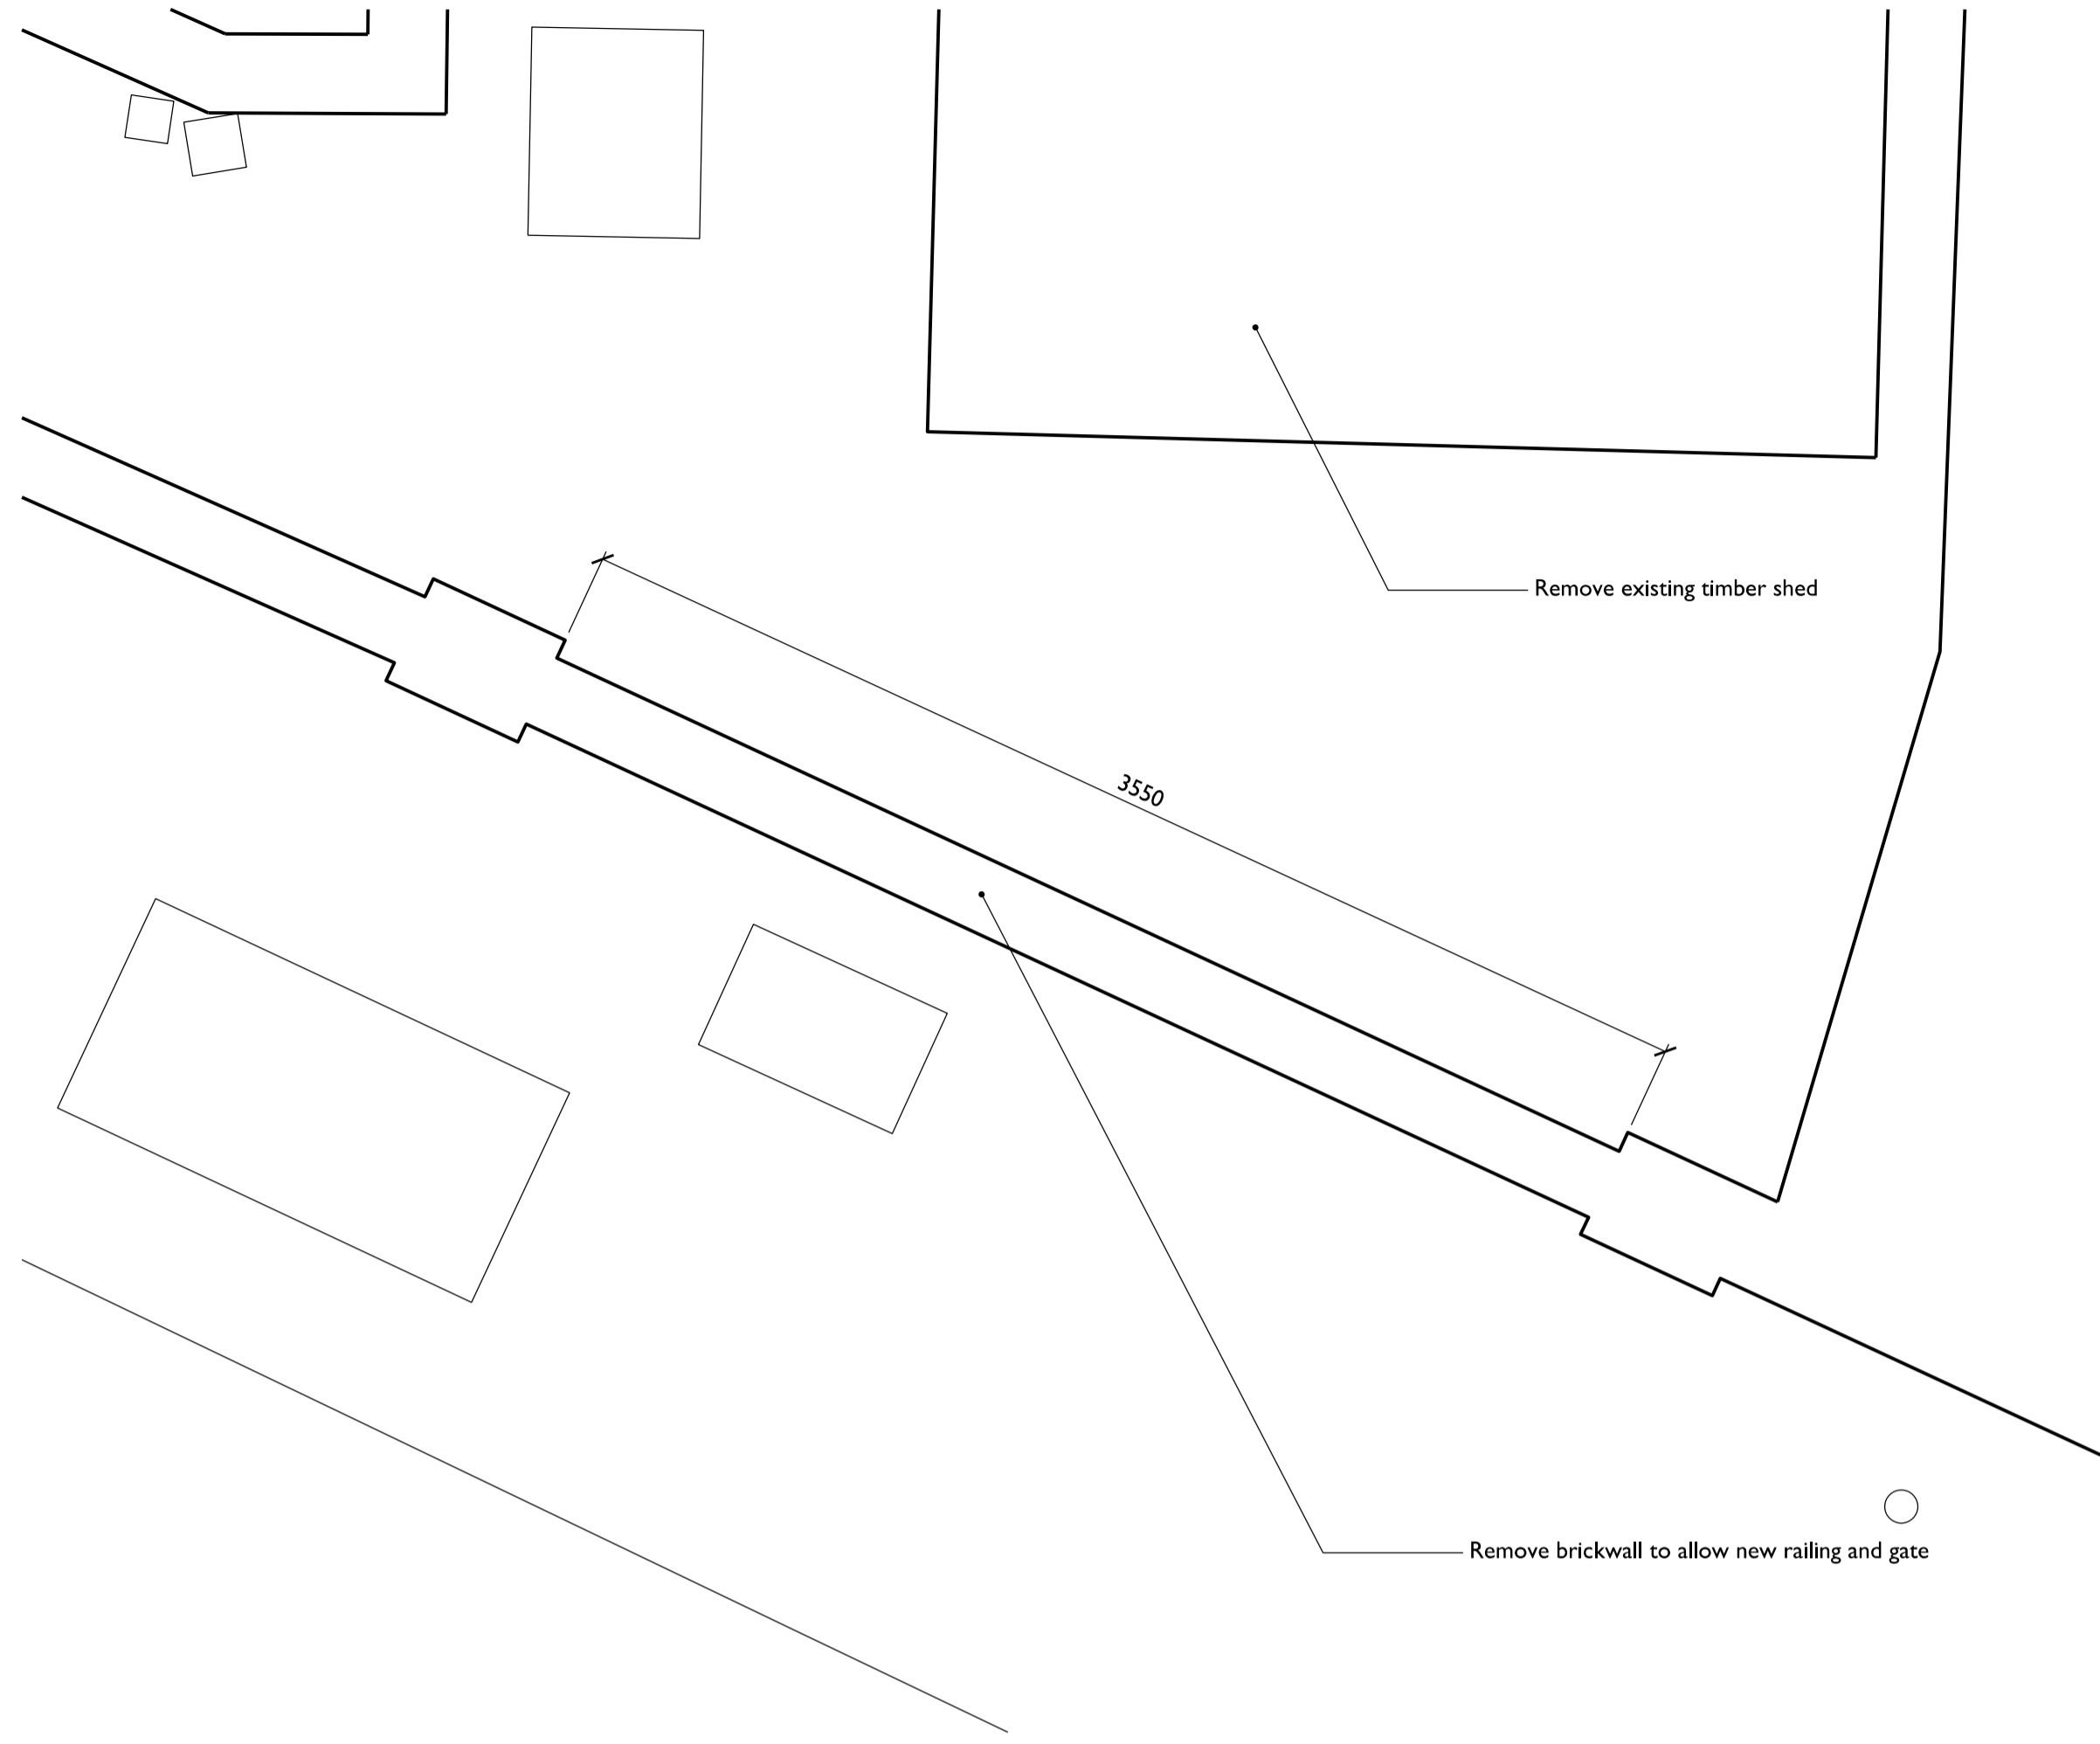 Remove existing timber shed
3550
Remove brickwall to allow new railing and gate